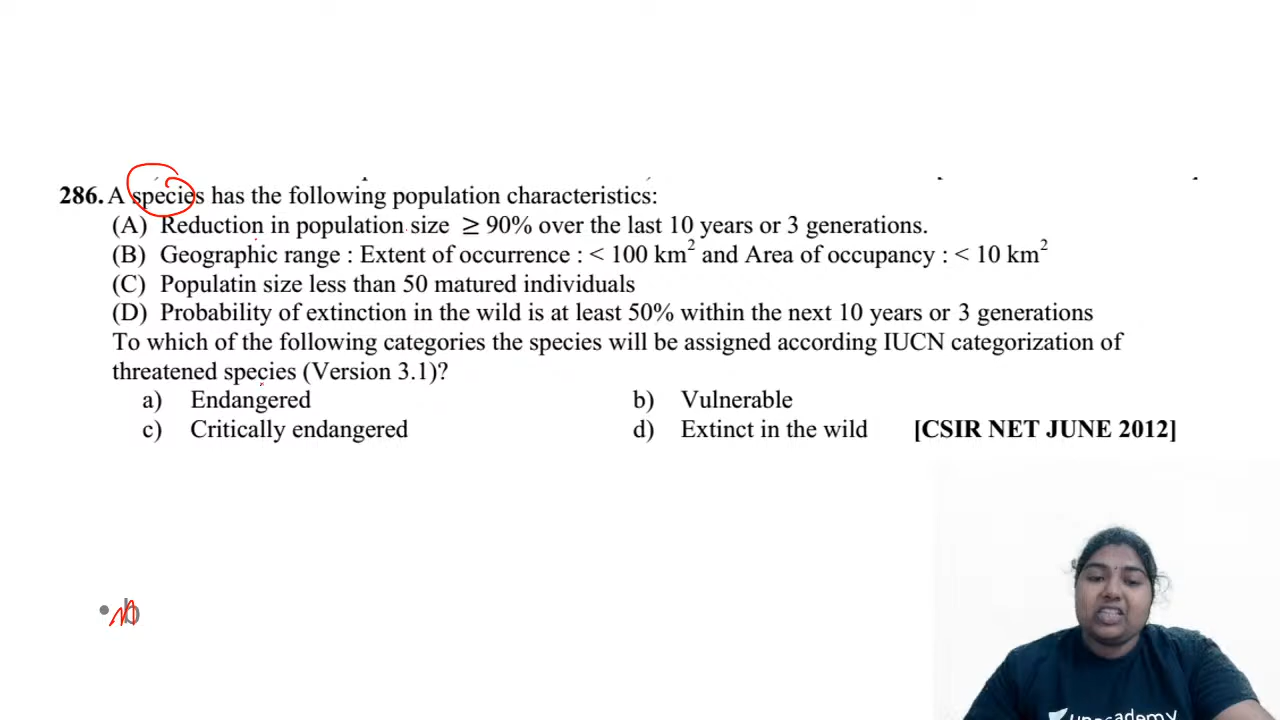 286. A species has the following population characteristics:
(A) Reduction in population size ≥ 90% over the last 10 years or 3 generations.
(B) Geographic range : Extent of occurrence : < 100 km² and Area of occupancy : < 10 km²
(C) Populatin size less than 50 matured individuals
(D) Probability of extinction in the wild is at least 50% within the next 10 years or 3 generations
To which of the following categories the species will be assigned according IUCN categorization of
threatened species (Version 3.1)?
a) Endangered b) Vulnerable
c) Critically endangered d) Extinct in the wild [CSIR NET JUNE 2012]
• b
unacademy